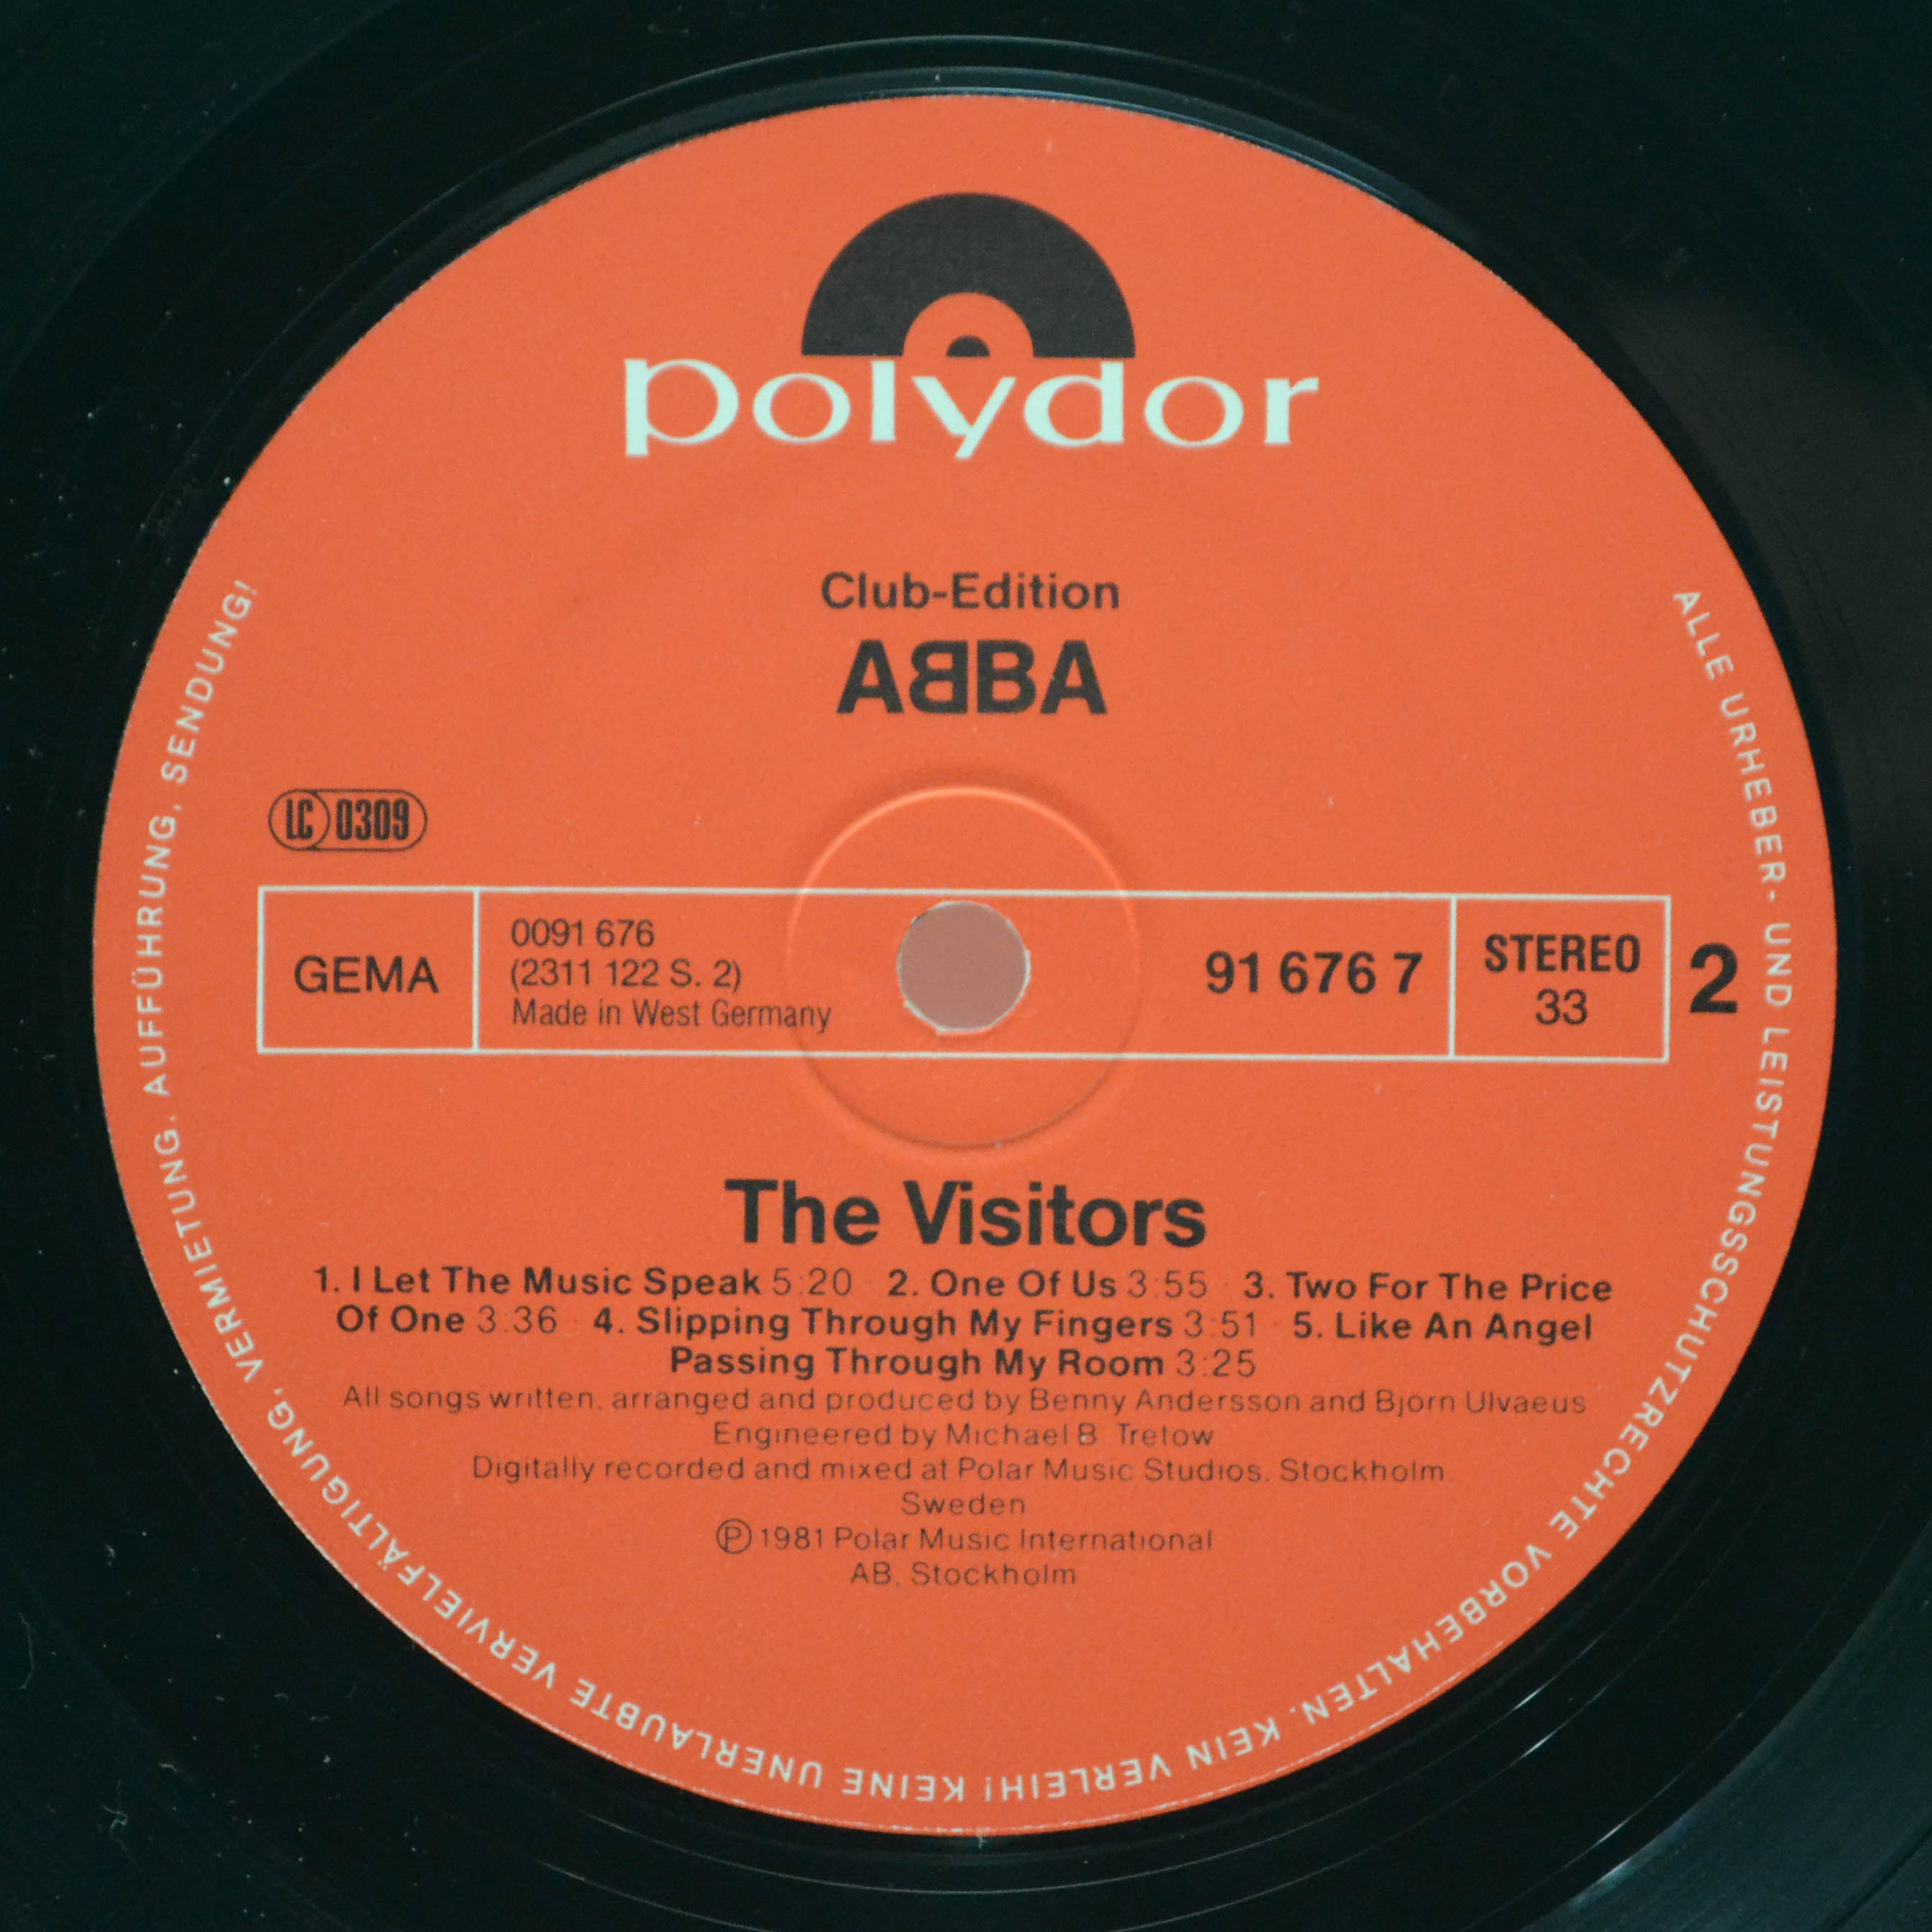 polydor
Club-Edition
ABBA
LC 0309
GEMA
0091 676
(2311 122 S. 2)
Made in West Germany
91 676 7
STEREO
33
2
The Visitors
1. I Let The Music Speak 5:20 · 2. One Of Us 3:55 · 3. Two For The Price
Of One 3:36 · 4. Slipping Through My Fingers 3:51 · 5. Like An Angel
Passing Through My Room 3:25
All songs written, arranged and produced by Benny Andersson and Björn Ulvaeus
Engineered by Michael B. Tretow
Digitally recorded and mixed at Polar Music Studios, Stockholm,
Sweden
℗ 1981 Polar Music International
AB, Stockholm
ALLE URHEBER- UND LEISTUNGSSCHUTZRECHTE VORBEHALTEN. KEIN VERLEIH! KEINE UNERLAUBTE VERVIELFÄLTIGUNG, VERMIETUNG, AUFFÜHRUNG, SENDUNG!